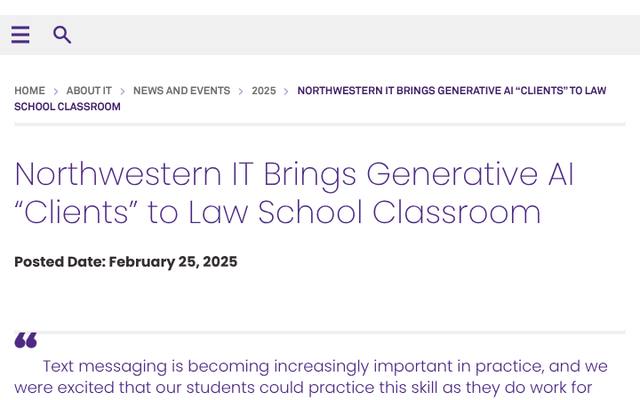 HOME > ABOUT IT > NEWS AND EVENTS > 2025 > NORTHWESTERN IT BRINGS GENERATIVE AI “CLIENTS” TO LAW
SCHOOL CLASSROOM
Northwestern IT Brings Generative AI
“Clients” to Law School Classroom
Posted Date: February 25, 2025
“
Text messaging is becoming increasingly important in practice, and we
were excited that our students could practice this skill as they do work for